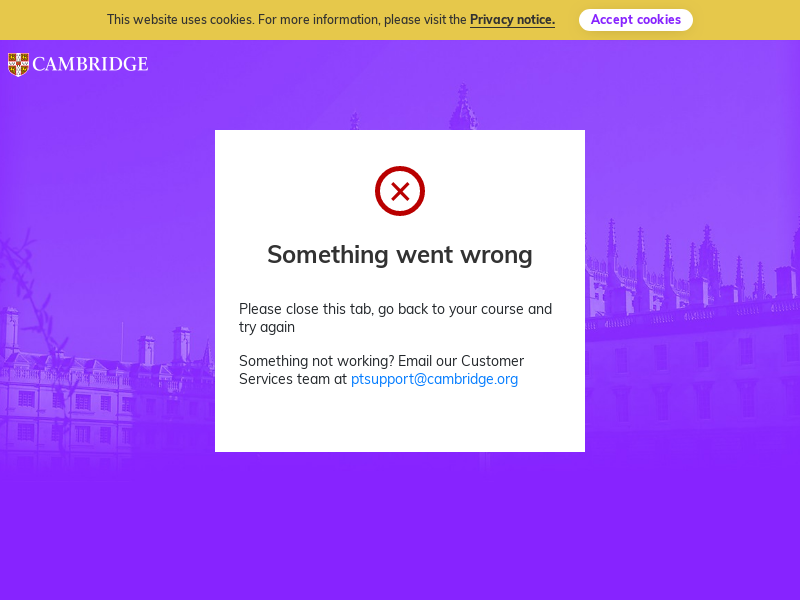 This website uses cookies. For more information, please visit the Privacy notice.
Accept cookies
CAMBRIDGE
Something went wrong
Please close this tab, go back to your course and
try again
Something not working? Email our Customer
Services team at ptsupport@cambridge.org